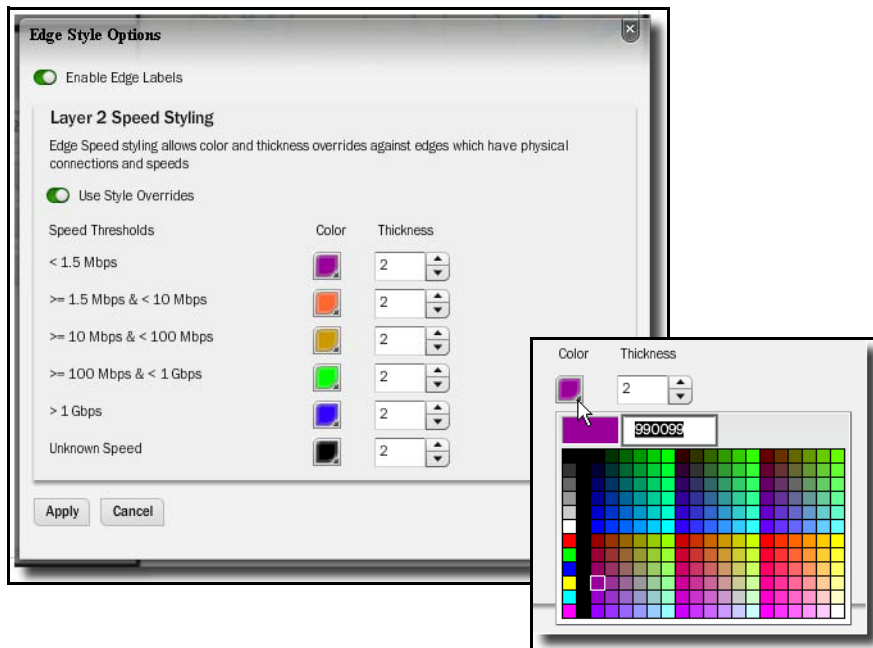 Edge Style Options
Enable Edge Labels
Layer 2 Speed Styling
Edge Speed styling allows color and thickness overrides against edges which have physical
connections and speeds
Use Style Overrides
Speed Thresholds Color Thickness
< 1.5 Mbps 2
>= 1.5 Mbps & < 10 Mbps 2
>= 10 Mbps & < 100 Mbps 2
>= 100 Mbps & < 1 Gbps 2
> 1 Gbps 2
Unknown Speed 2
Apply Cancel
Color Thickness
2
990099